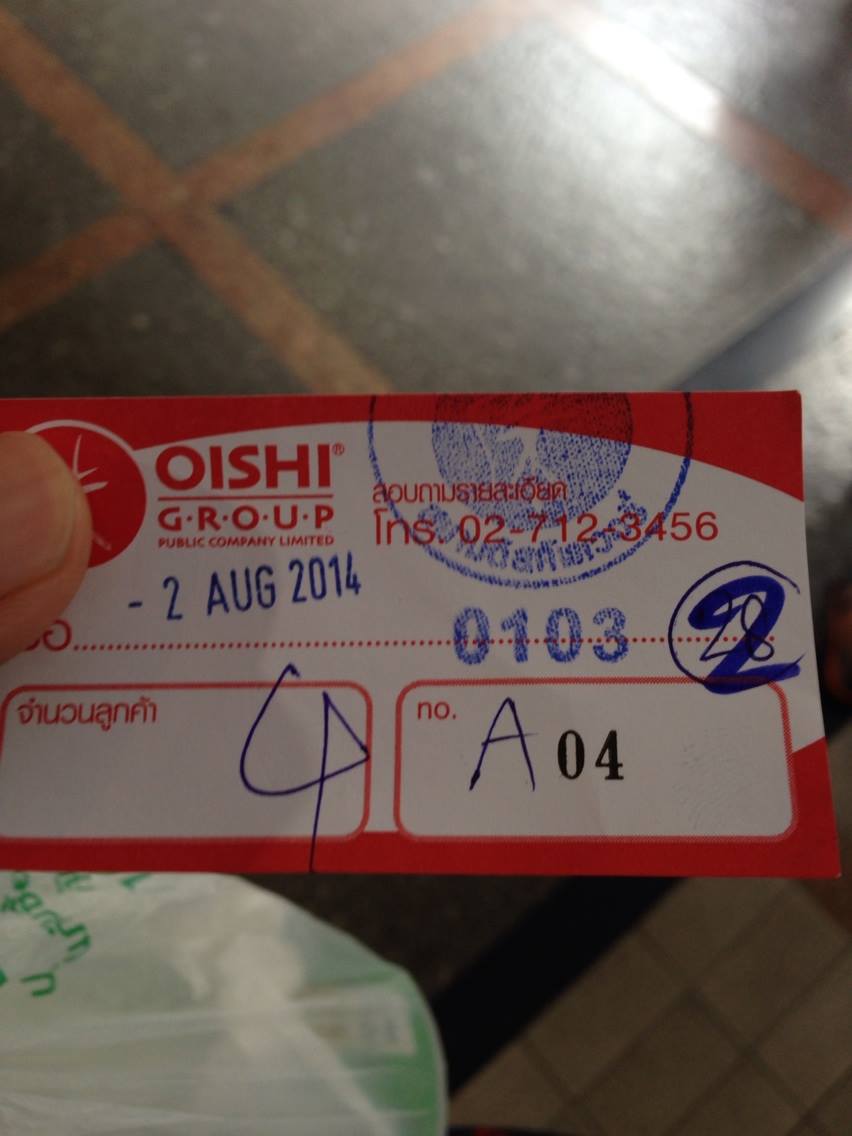 OISHI®
G·R·O·U·P
PUBLIC COMPANY LIMITED
สอบถามรายละเอียด
โทร. 02-712-3456
- 2 AUG 2014
0103
28
2
จำนวนลูกค้า
4
no.
A 04